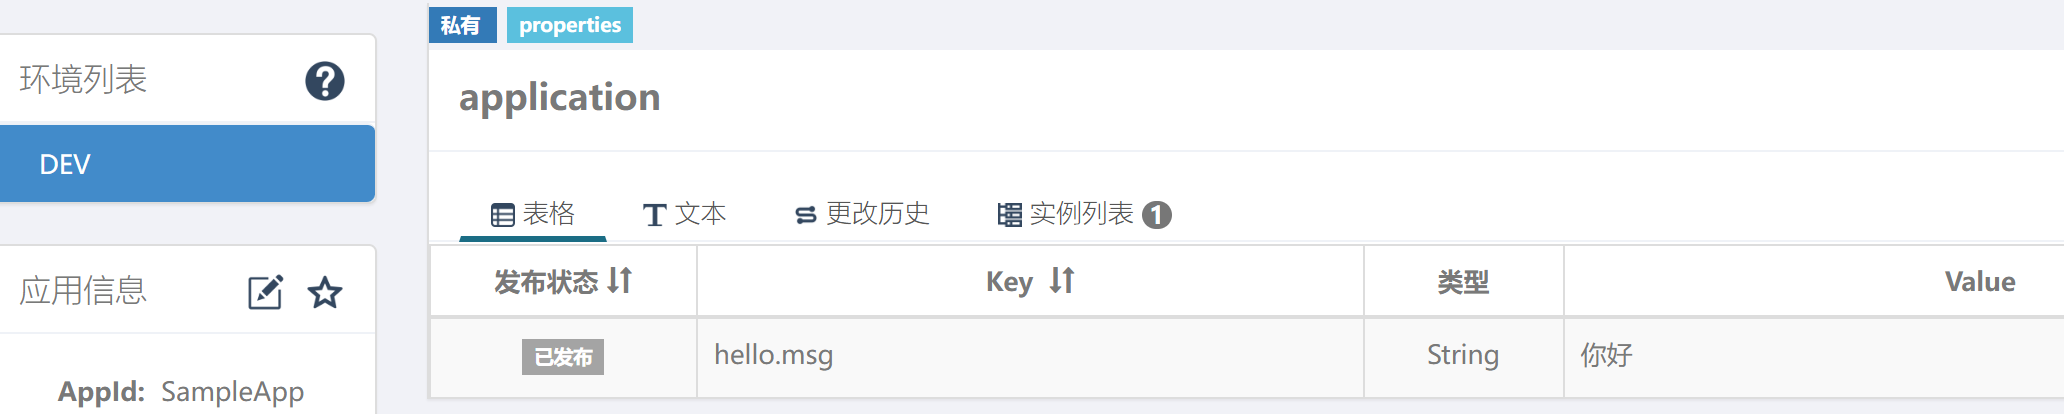 私有 properties
环境列表
DEV
应用信息
AppId: SampleApp
application
表格 文本 更改历史 实例列表 1
发布状态 Key 类型 Value
已发布 hello.msg String 你好